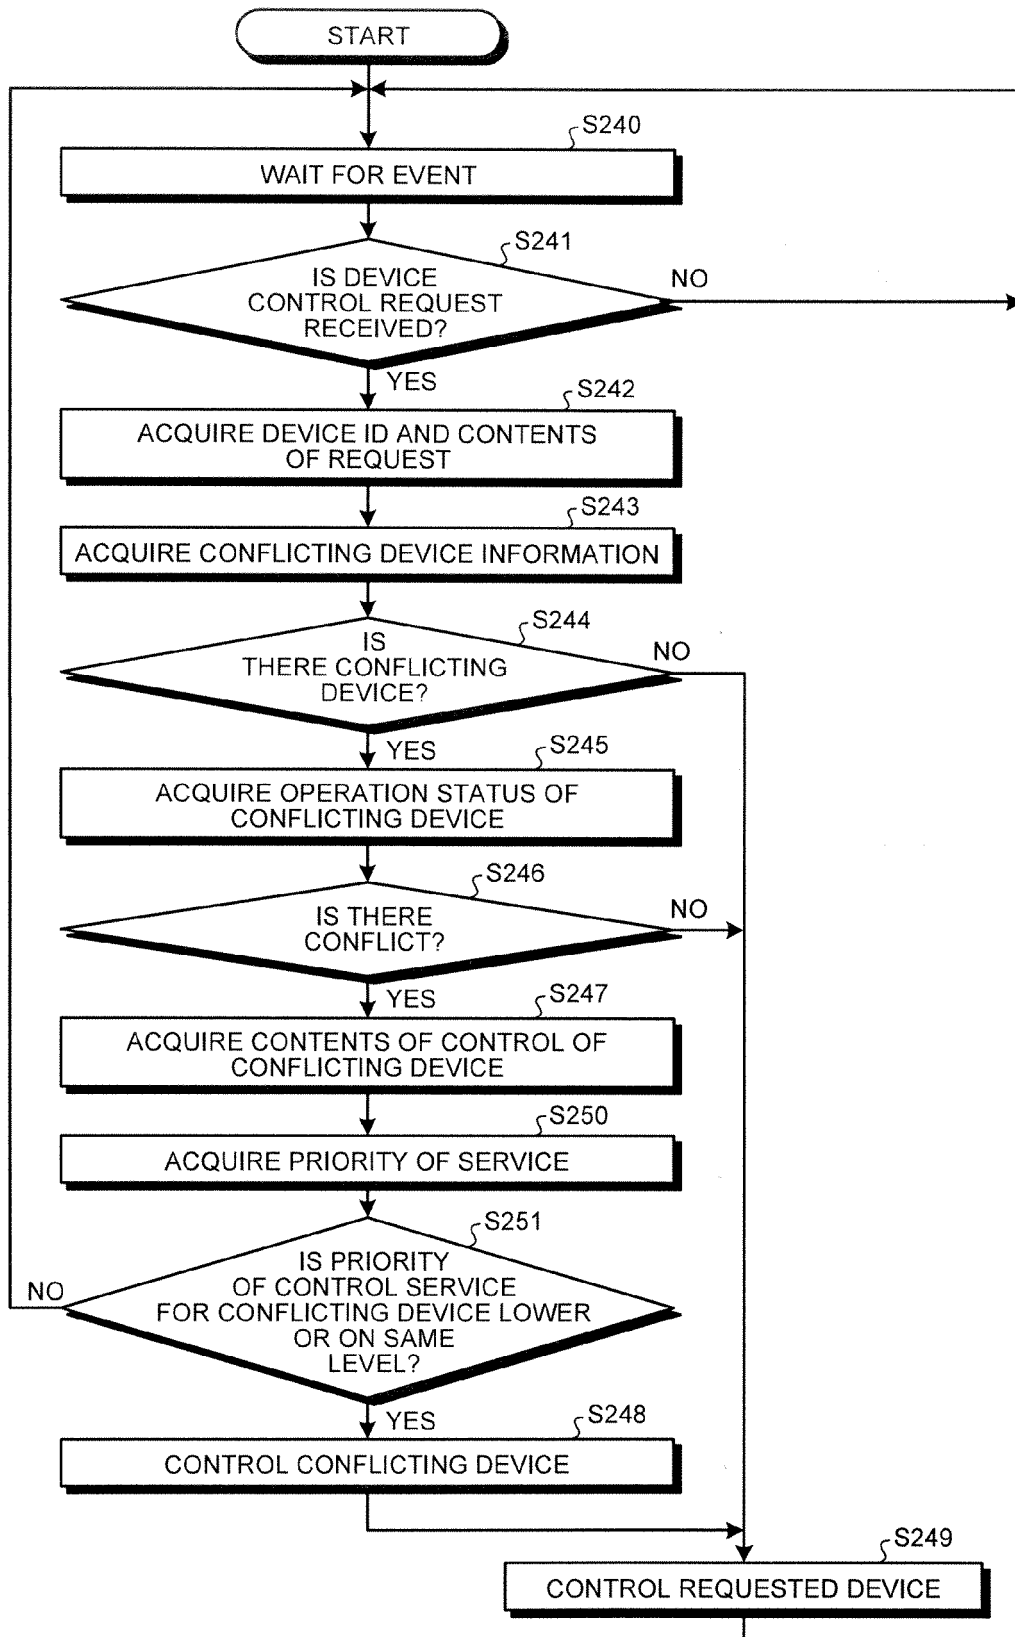 START
S240
WAIT FOR EVENT
S241
IS DEVICE
CONTROL REQUEST
RECEIVED?
NO
YES
S242
ACQUIRE DEVICE ID AND CONTENTS
OF REQUEST
S243
ACQUIRE CONFLICTING DEVICE INFORMATION
S244
IS
THERE CONFLICTING
DEVICE?
NO
YES
S245
ACQUIRE OPERATION STATUS OF
CONFLICTING DEVICE
S246
IS THERE
CONFLICT?
NO
YES
S247
ACQUIRE CONTENTS OF CONTROL OF
CONFLICTING DEVICE
S250
ACQUIRE PRIORITY OF SERVICE
S251
IS PRIORITY
OF CONTROL SERVICE
FOR CONFLICTING DEVICE LOWER
OR ON SAME
LEVEL?
NO
YES
S248
CONTROL CONFLICTING DEVICE
S249
CONTROL REQUESTED DEVICE